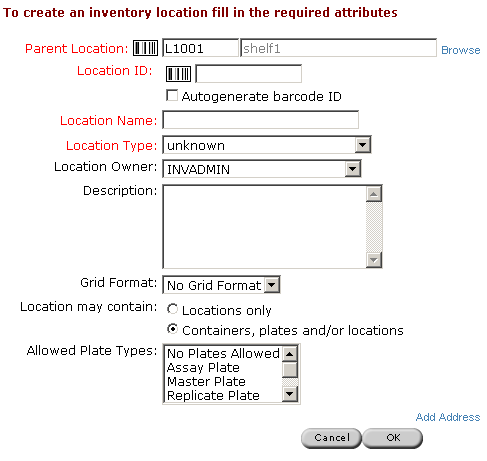 To create an inventory location fill in the required attributes
Parent Location: L1001 shelf1 Browse
Location ID:
Autogenerate barcode ID
Location Name:
Location Type: unknown
Location Owner: INVADMIN
Description:
Grid Format: No Grid Format
Location may contain: Locations only
Containers, plates and/or locations
Allowed Plate Types: No Plates Allowed
Assay Plate
Master Plate
Replicate Plate
Add Address
Cancel OK